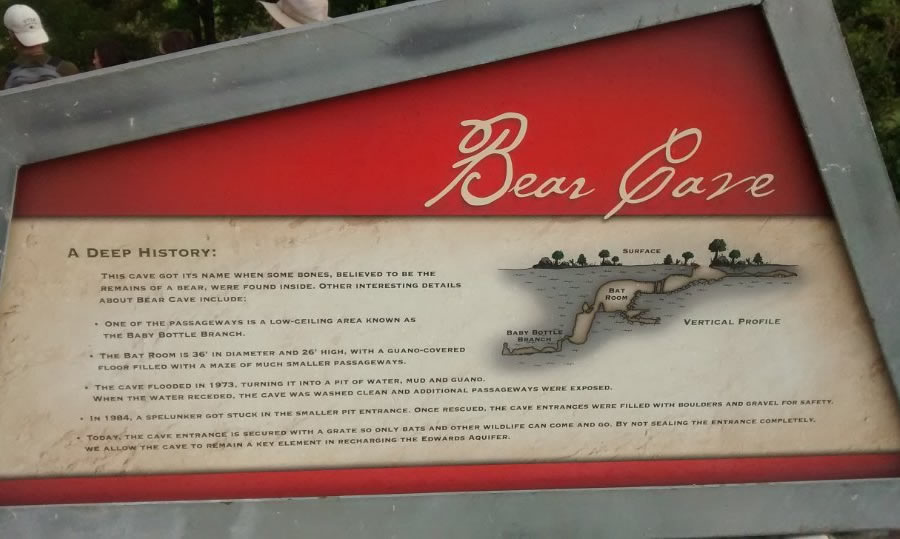 Bear Cave
A DEEP HISTORY:
THIS CAVE GOT ITS NAME WHEN SOME BONES, BELIEVED TO BE THE
REMAINS OF A BEAR, WERE FOUND INSIDE. OTHER INTERESTING DETAILS
ABOUT BEAR CAVE INCLUDE:
• ONE OF THE PASSAGEWAYS IS A LOW-CEILING AREA KNOWN AS
THE BABY BOTTLE BRANCH.
• THE BAT ROOM IS 36' IN DIAMETER AND 26' HIGH, WITH A GUANO-COVERED
FLOOR FILLED WITH A MAZE OF MUCH SMALLER PASSAGEWAYS.
• THE CAVE FLOODED IN 1973, TURNING IT INTO A PIT OF WATER, MUD AND GUANO.
WHEN THE WATER RECEDED, THE CAVE WAS WASHED CLEAN AND ADDITIONAL PASSAGEWAYS WERE EXPOSED.
• IN 1984, A SPELUNKER GOT STUCK IN THE SMALLER PIT ENTRANCE. ONCE RESCUED, THE CAVE ENTRANCES WERE FILLED WITH BOULDERS AND GRAVEL FOR SAFETY.
• TODAY, THE CAVE ENTRANCE IS SECURED WITH A GRATE SO ONLY BATS AND OTHER WILDLIFE CAN COME AND GO. BY NOT SEALING THE ENTRANCE COMPLETELY,
WE ALLOW THE CAVE TO REMAIN A KEY ELEMENT IN RECHARGING THE EDWARDS AQUIFER.
SURFACE
BAT
ROOM
BABY BOTTLE
BRANCH
VERTICAL PROFILE